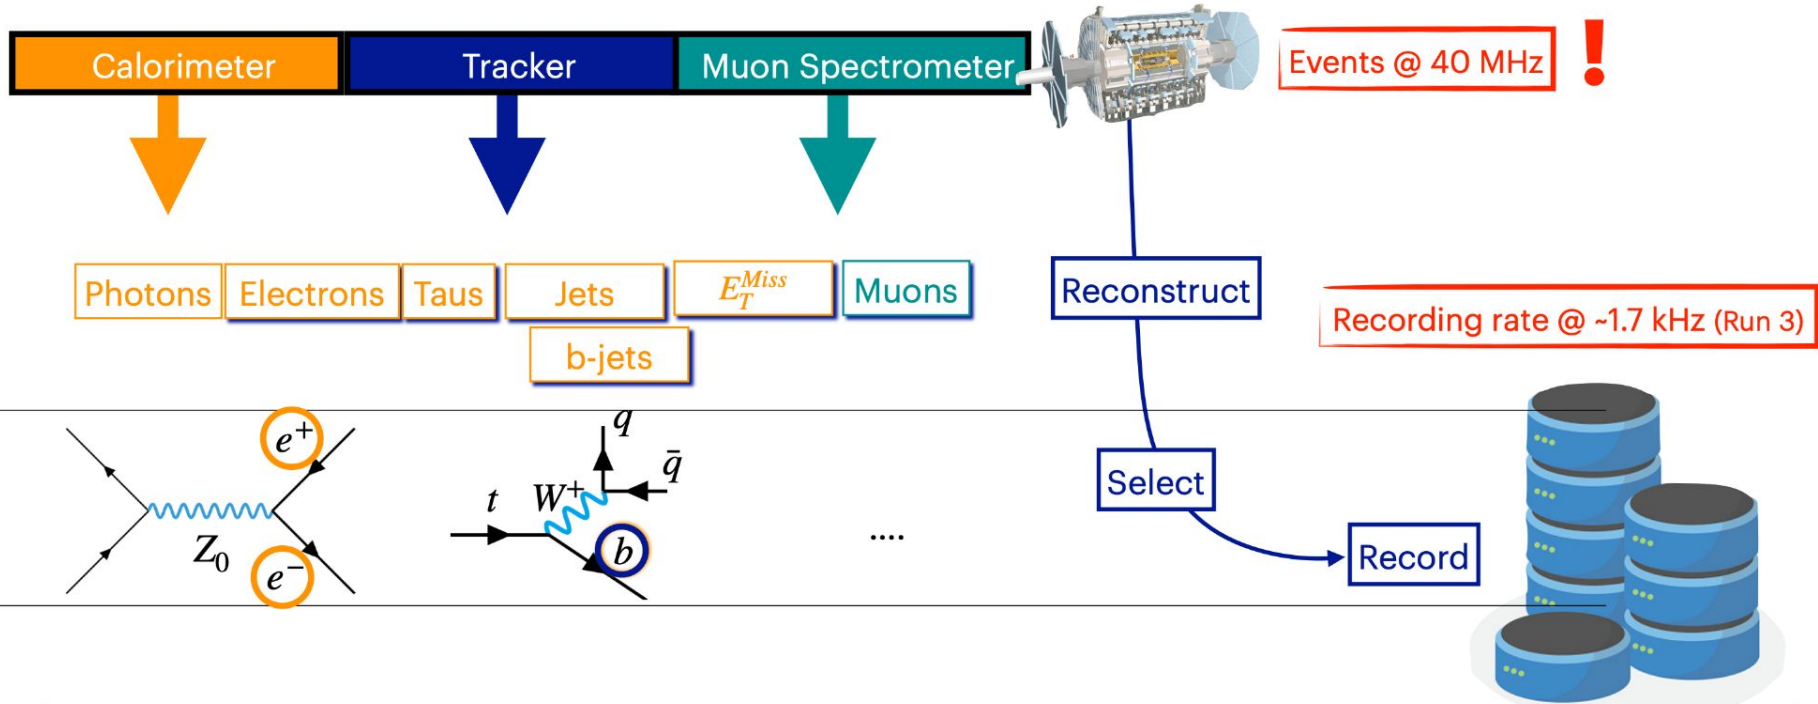 Calorimeter Tracker Muon Spectrometer
Events @ 40 MHz !
Photons Electrons Taus Jets E_T^{Miss} Muons
b-jets
Reconstruct
Recording rate @ ~1.7 kHz (Run 3)
e⁺
Z₀
e⁻
q
q̄
t
W⁺
b
....
Select
Record